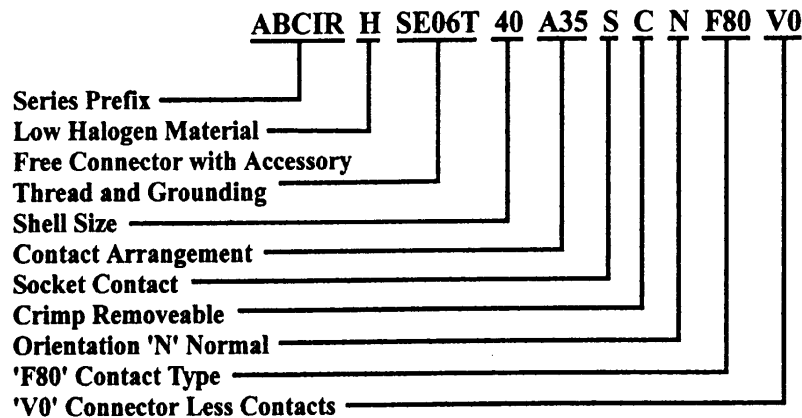 ABCIR H SE06T 40 A35 S C N F80 V0
Series Prefix
Low Halogen Material
Free Connector with Accessory
Thread and Grounding
Shell Size
Contact Arrangement
Socket Contact
Crimp Removeable
Orientation 'N' Normal
'F80' Contact Type
'V0' Connector Less Contacts